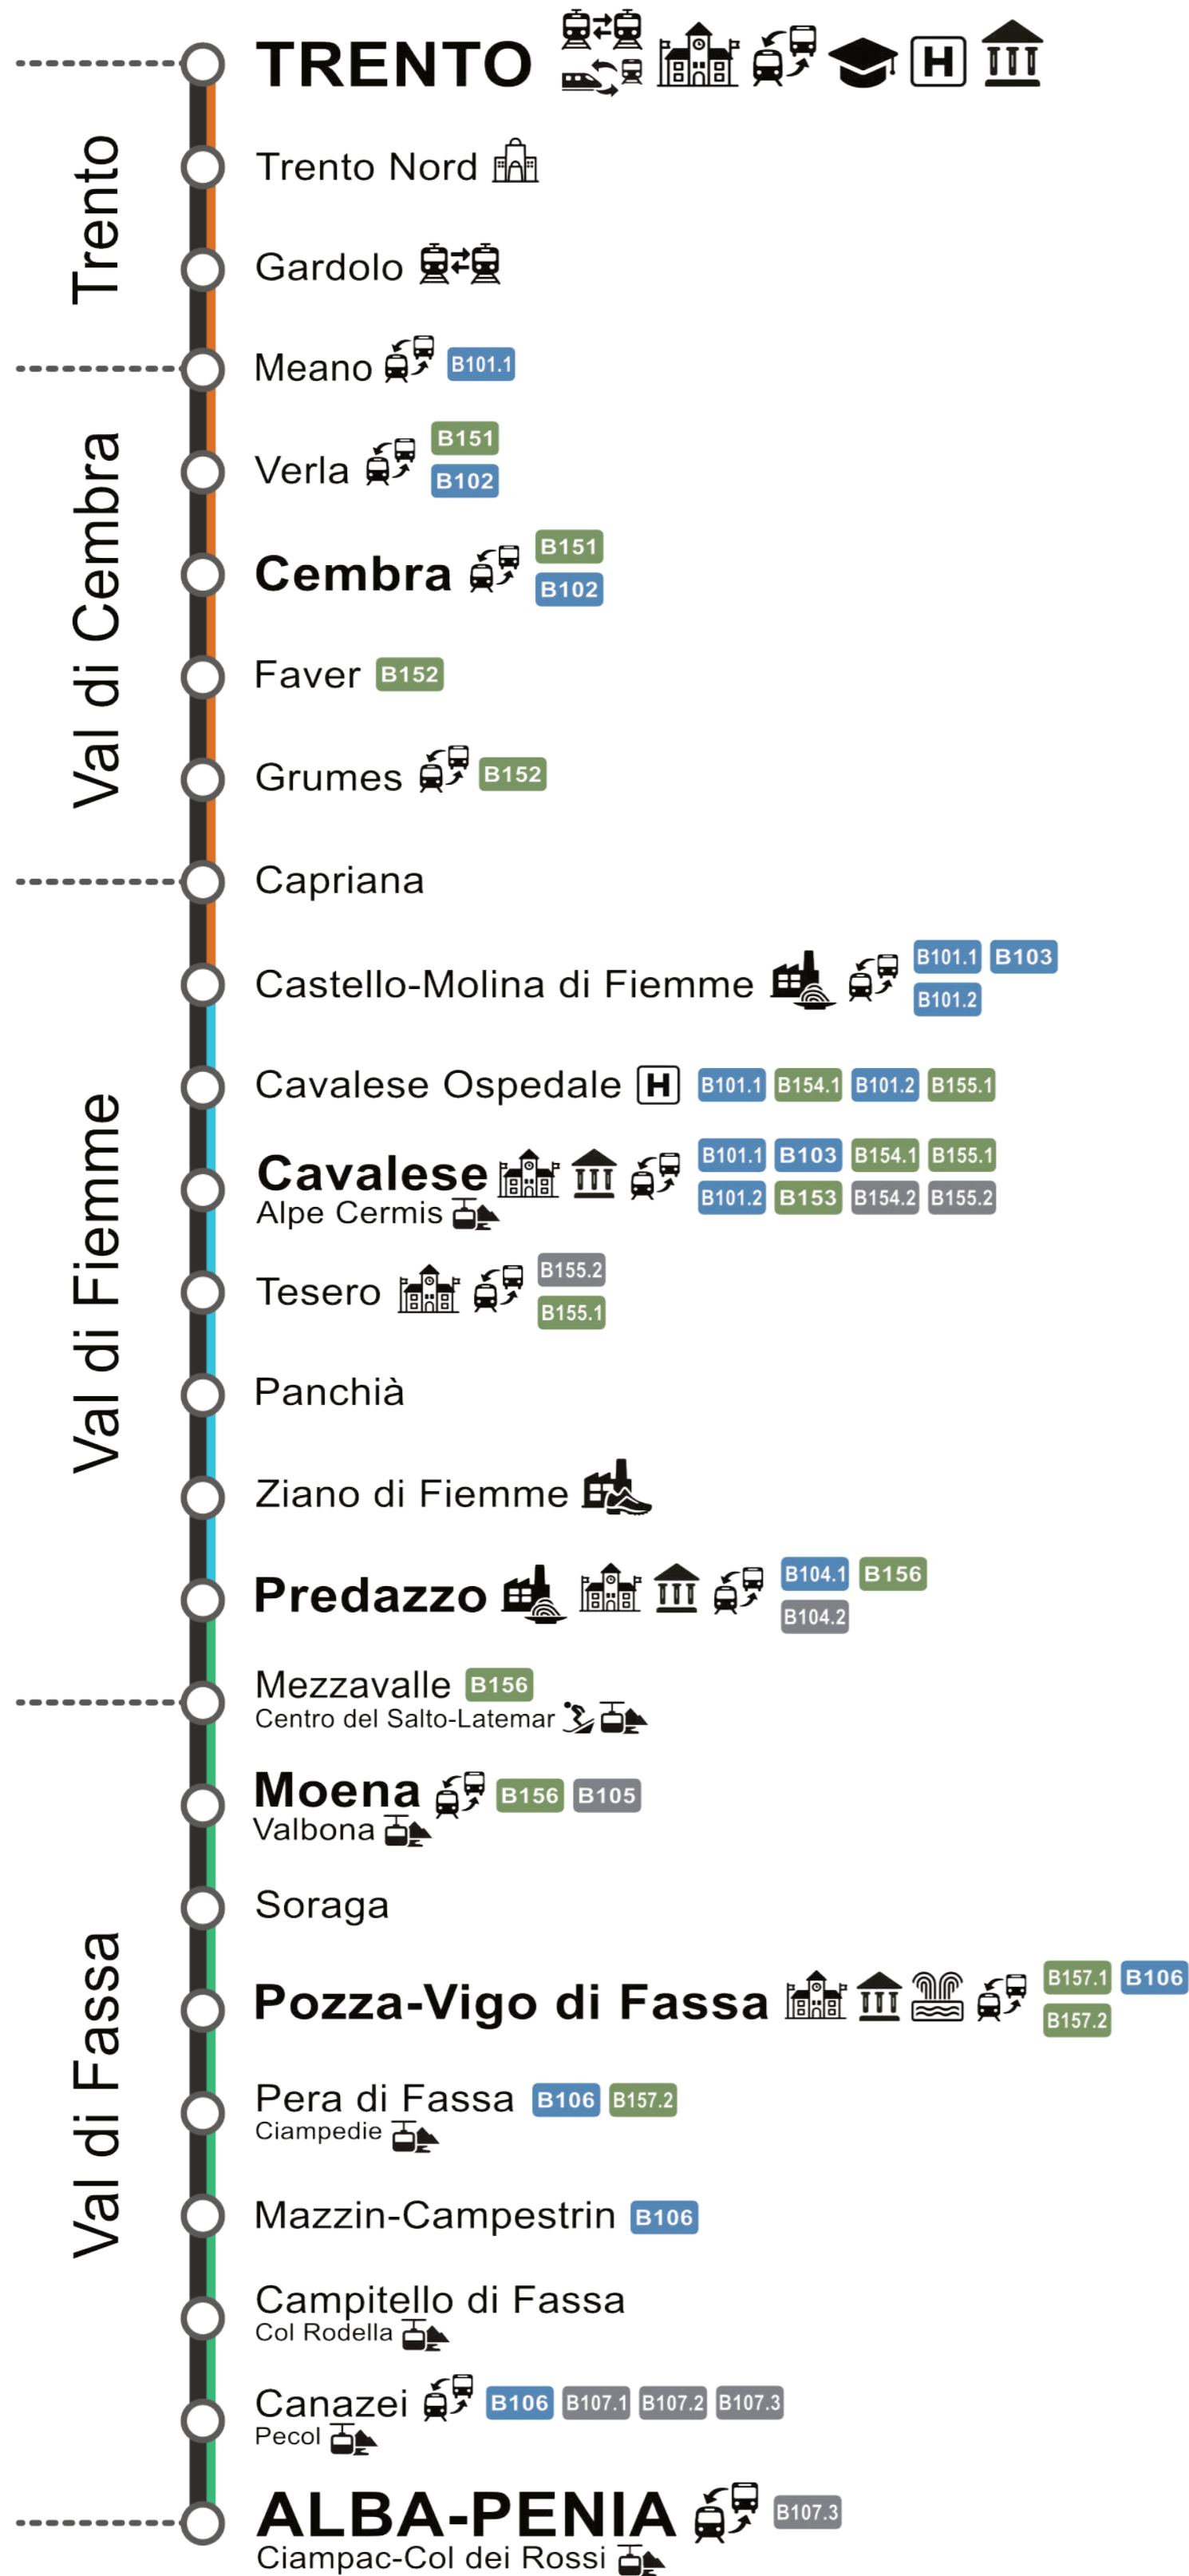 TRENTO H
Trento
Trento Nord
Gardolo
Meano B101.1
Val di Cembra
Verla B151
B102
Cembra B151
B102
Faver B152
Grumes B152
Capriana
Val di Fiemme
Castello-Molina di Fiemme B101.1 B103
B101.2
Cavalese Ospedale H B101.1 B154.1 B101.2 B155.1
Cavalese B101.1 B103 B154.1 B155.1
Alpe Cermis B101.2 B153 B154.2 B155.2
Tesero B155.2
B155.1
Panchià
Ziano di Fiemme
Predazzo B104.1 B156
B104.2
Val di Fassa
Mezzavalle B156
Centro del Salto-Latemar
Moena B156 B105
Valbona
Soraga
Pozza-Vigo di Fassa B157.1 B106
B157.2
Pera di Fassa B106 B157.2
Ciampedie
Mazzin-Campestrin B106
Campitello di Fassa
Col Rodella
Canazei B106 B107.1 B107.2 B107.3
Pecol
ALBA-PENIA B107.3
Ciampac-Col dei Rossi